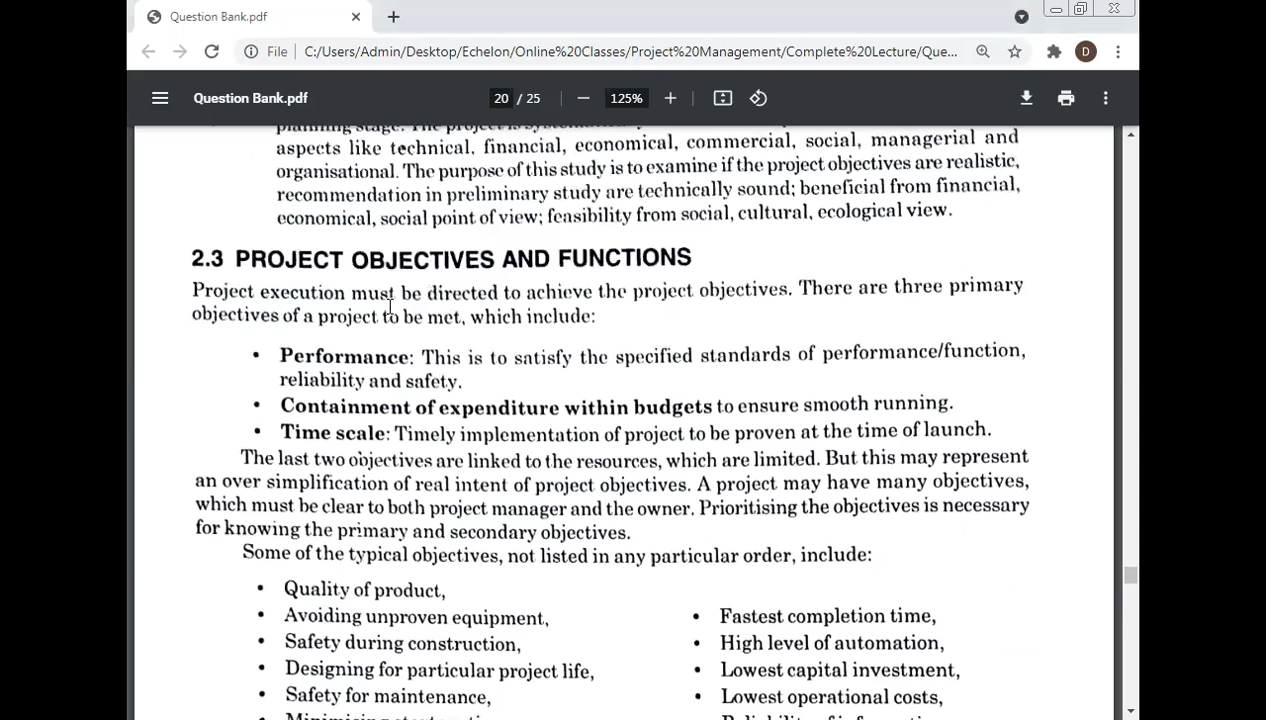 Question Bank.pdf
File C:/Users/Admin/Desktop/Echelon/Online%20Classes/Project%20Management/Complete%20Lecture/Que...
D
Question Bank.pdf
20 / 25
125%
planning stage. The project is
aspects like technical, financial, economical, commercial, social, managerial and
organisational. The purpose of this study is to examine if the project objectives are realistic,
recommendation in preliminary study are technically sound; beneficial from financial,
economical, social point of view; feasibility from social, cultural, ecological view.
2.3 PROJECT OBJECTIVES AND FUNCTIONS
Project execution must be directed to achieve the project objectives. There are three primary
objectives of a project to be met, which include:
• Performance: This is to satisfy the specified standards of performance/function,
reliability and safety.
• Containment of expenditure within budgets to ensure smooth running.
• Time scale: Timely implementation of project to be proven at the time of launch.
The last two objectives are linked to the resources, which are limited. But this may represent
an over simplification of real intent of project objectives. A project may have many objectives,
which must be clear to both project manager and the owner. Prioritising the objectives is necessary
for knowing the primary and secondary objectives.
Some of the typical objectives, not listed in any particular order, include:
• Quality of product,
• Avoiding unproven equipment,
• Safety during construction,
• Designing for particular project life,
• Safety for maintenance,
• Fastest completion time,
• High level of automation,
• Lowest capital investment,
• Lowest operational costs,